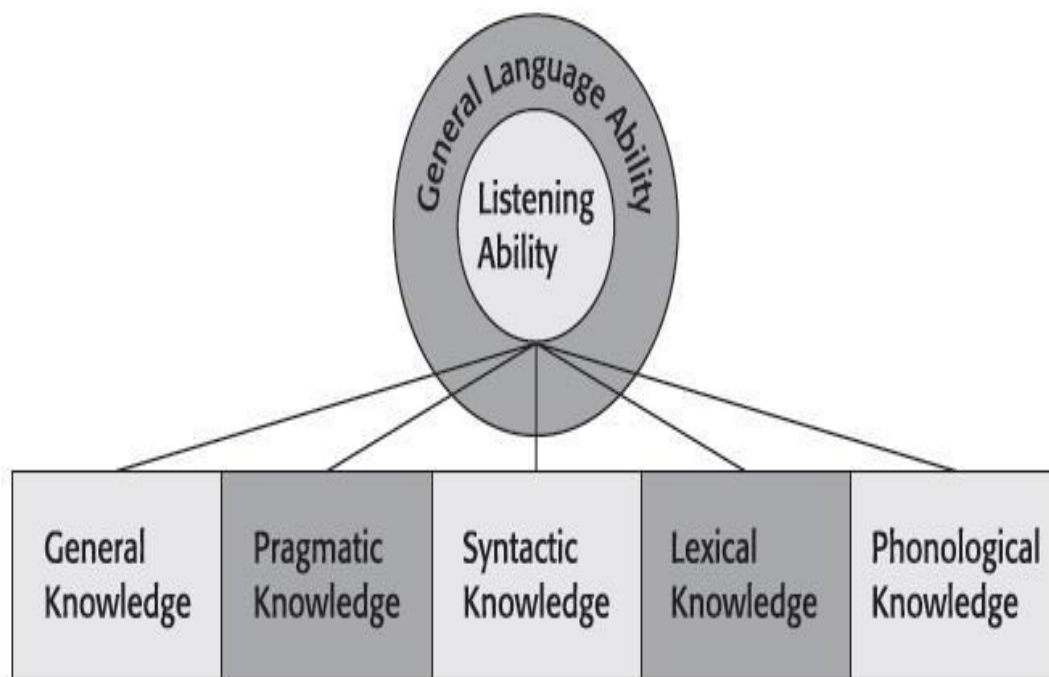 General Language Ability
Listening
Ability
General
Knowledge
Pragmatic
Knowledge
Syntactic
Knowledge
Lexical
Knowledge
Phonological
Knowledge